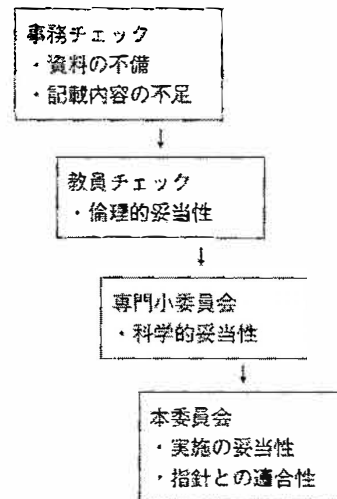 事務チェック
・資料の不備
・記載内容の不足
教員チェック
・倫理的妥当性
専門小委員会
・科学的妥当性
本委員会
・実施の妥当性
・指針との適合性